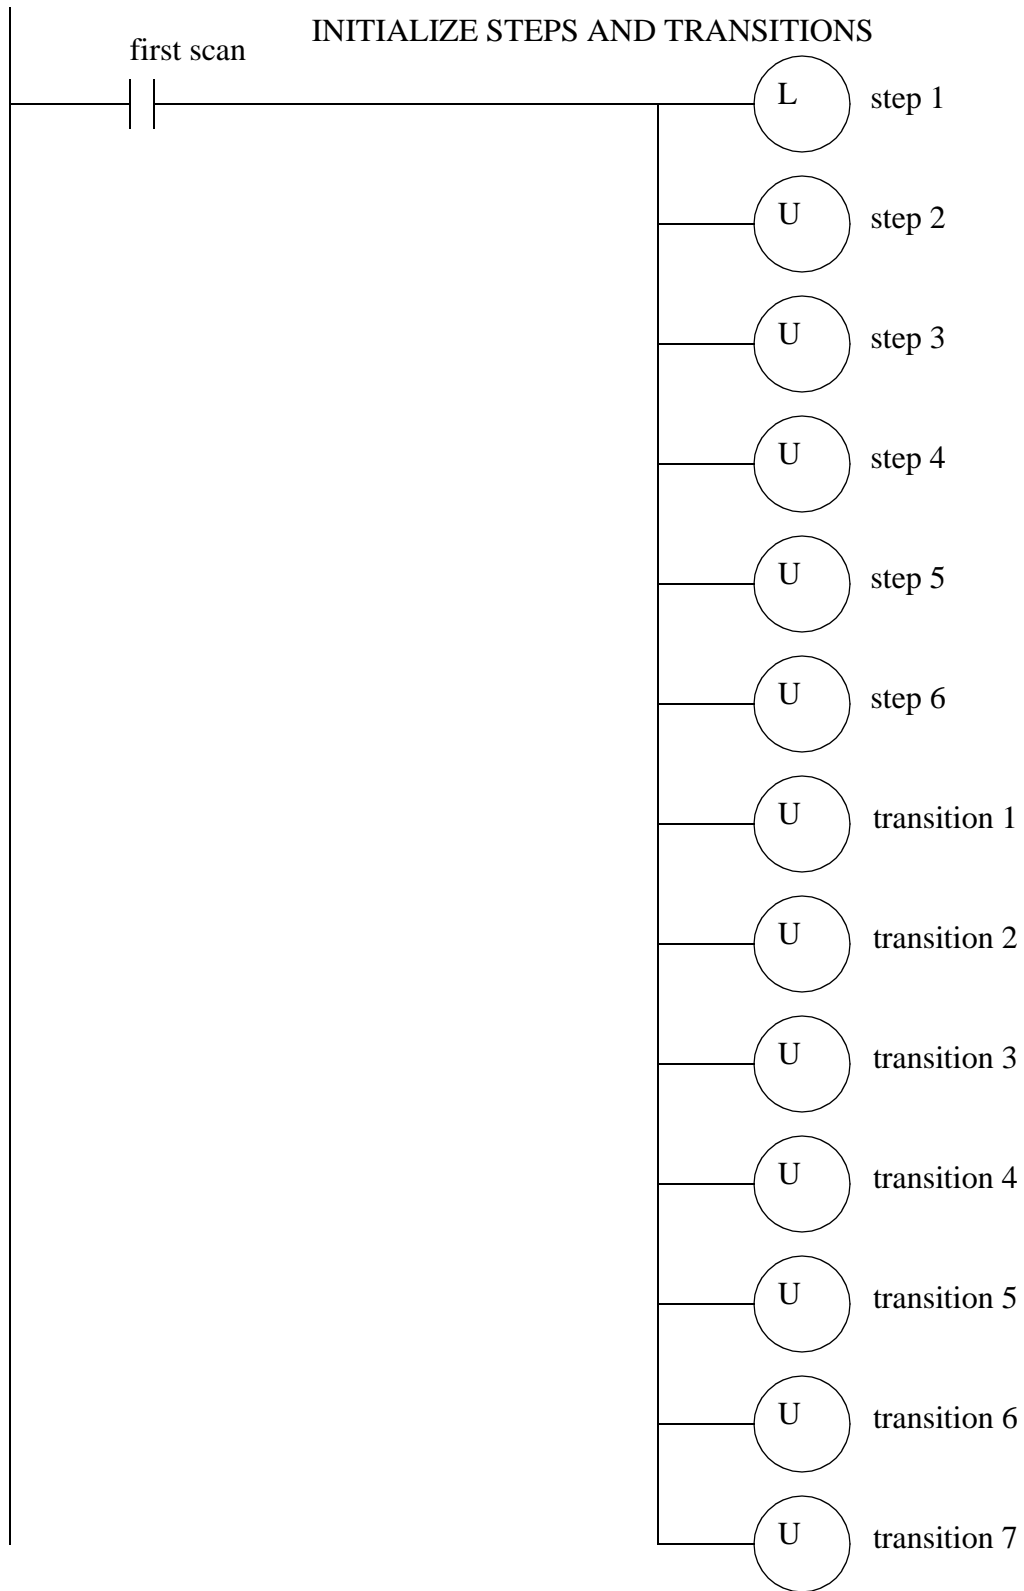 INITIALIZE STEPS AND TRANSITIONS
first scan
L step 1
U step 2
U step 3
U step 4
U step 5
U step 6
U transition 1
U transition 2
U transition 3
U transition 4
U transition 5
U transition 6
U transition 7